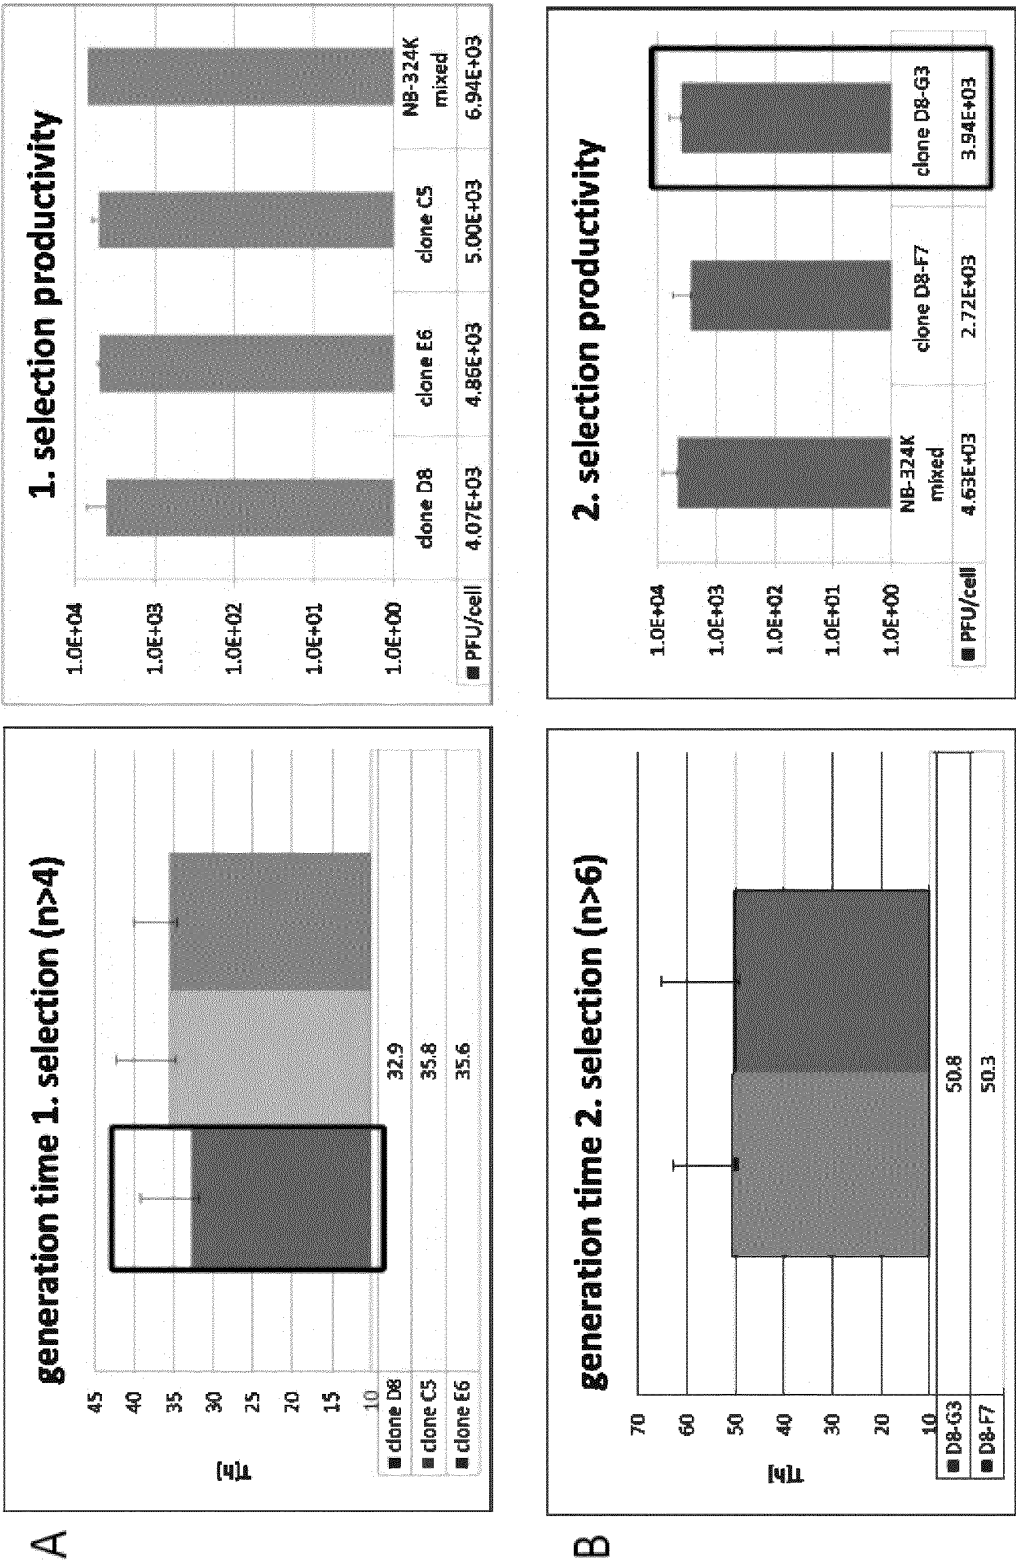 A
generation time 1. selection (n>4)
T[h]
45
40
35
30
25
20
15
10
clone D8 32.9
clone C5 35.8
clone E6 35.6
1. selection productivity
1.0E+04
1.0E+03
1.0E+02
1.0E+01
1.0E+00
clone D8 clone E6 clone C5 NB-324K mixed
PFU/cell 4.07E+03 4.86E+03 5.00E+03 6.94E+03
B
generation time 2. selection (n>6)
T[h]
70
60
50
40
30
20
10
D8-G3 50.8
D8-F7 50.3
2. selection productivity
1.0E+04
1.0E+03
1.0E+02
1.0E+01
1.0E+00
NB-324K mixed clone D8-F7 clone D8-G3
PFU/cell 4.63E+03 2.72E+03 3.94E+03